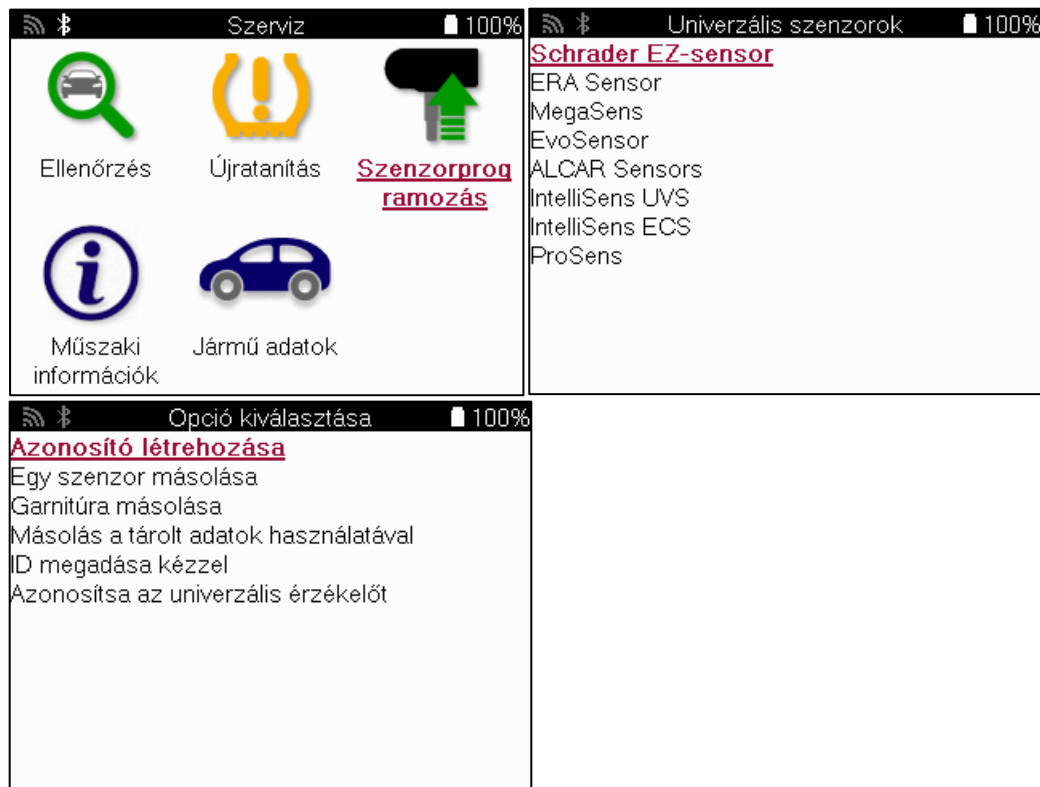 Szerviz 100%
Ellenőrzés
Újratanítás
Szenzorprog
ramozás
Műszaki
információk
Jármű adatok
Univerzális szenzorok 100%
Schrader EZ-sensor
ERA Sensor
MegaSens
EvoSensor
ALCAR Sensors
IntelliSens UVS
IntelliSens ECS
ProSens
Opció kiválasztása 100%
Azonosító létrehozása
Egy szenzor másolása
Garnitúra másolása
Másolás a tárolt adatok használatával
ID megadása kézzel
Azonosítsa az univerzális érzékelőt